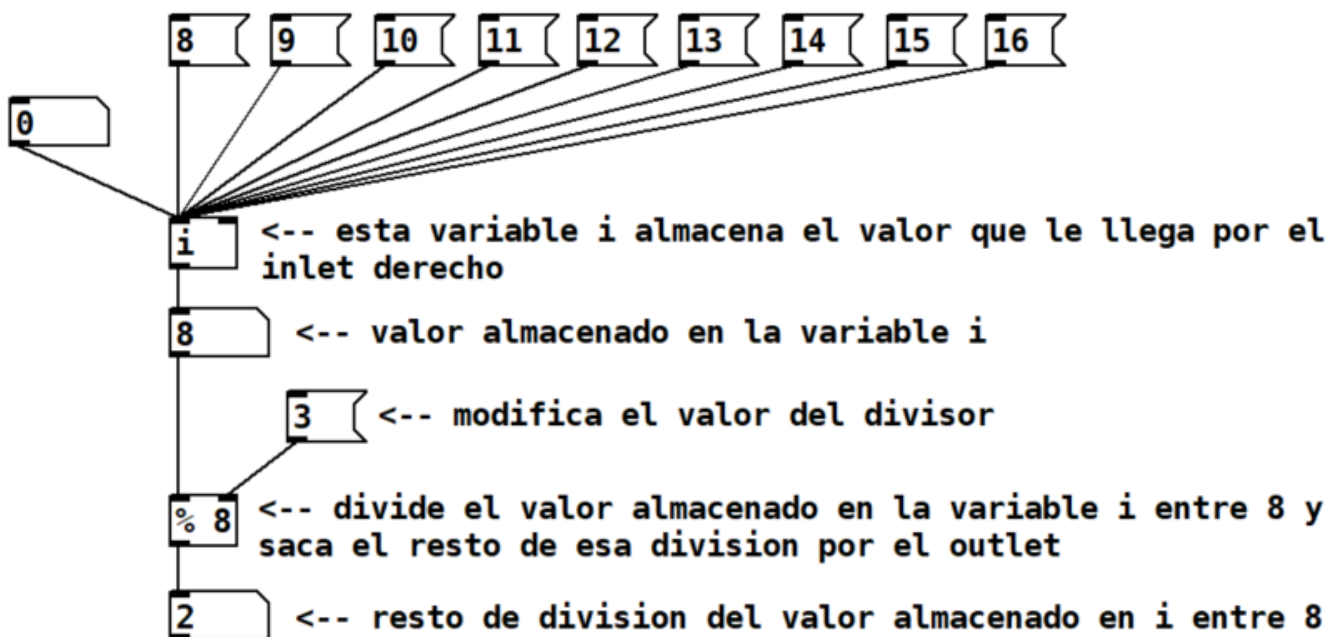 8 9 10 11 12 13 14 15 16
0
i <-- esta variable i almacena el valor que le llega por el
inlet derecho
8 <-- valor almacenado en la variable i
3 <-- modifica el valor del divisor
% 8 <-- divide el valor almacenado en la variable i entre 8 y
saca el resto de esa division por el outlet
2 <-- resto de division del valor almacenado en i entre 8